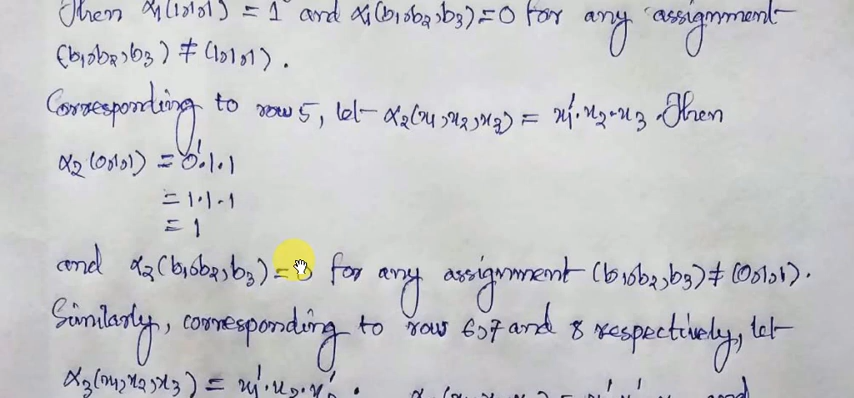 Then α₁(1,1,1) = 1 and α₁(b₁,b₂,b₃)=0 for any assignment
(b₁,b₂,b₃) ≠ (1,1,1).
Corresponding to row 5, let α₂(x₁,x₂,x₃) = x₁'.x₂.x₃. Then
α₂(0,1,1) = 0'.1.1
= 1.1.1
= 1
and α₂(b₁,b₂,b₃)=0 for any assignment (b₁,b₂,b₃) ≠ (0,1,1).
Similarly, corresponding to row 6,7 and 8 respectively, let
α₃(x₁,x₂,x₃) = x₁'.x₂.x₃' and